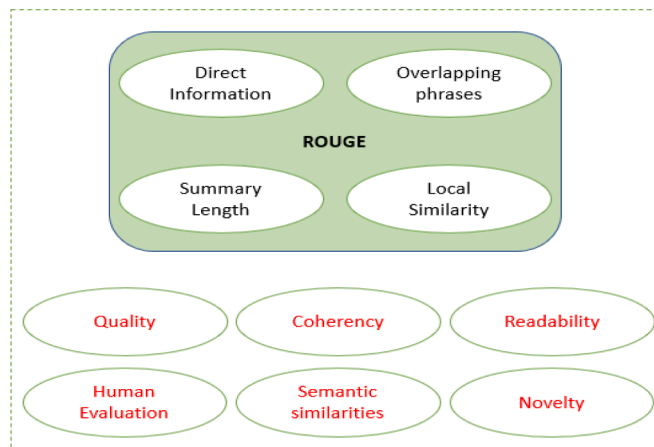 Direct
Information
Overlapping
phrases
ROUGE
Summary
Length
Local
Similarity
Quality
Coherency
Readability
Human
Evaluation
Semantic
similarities
Novelty